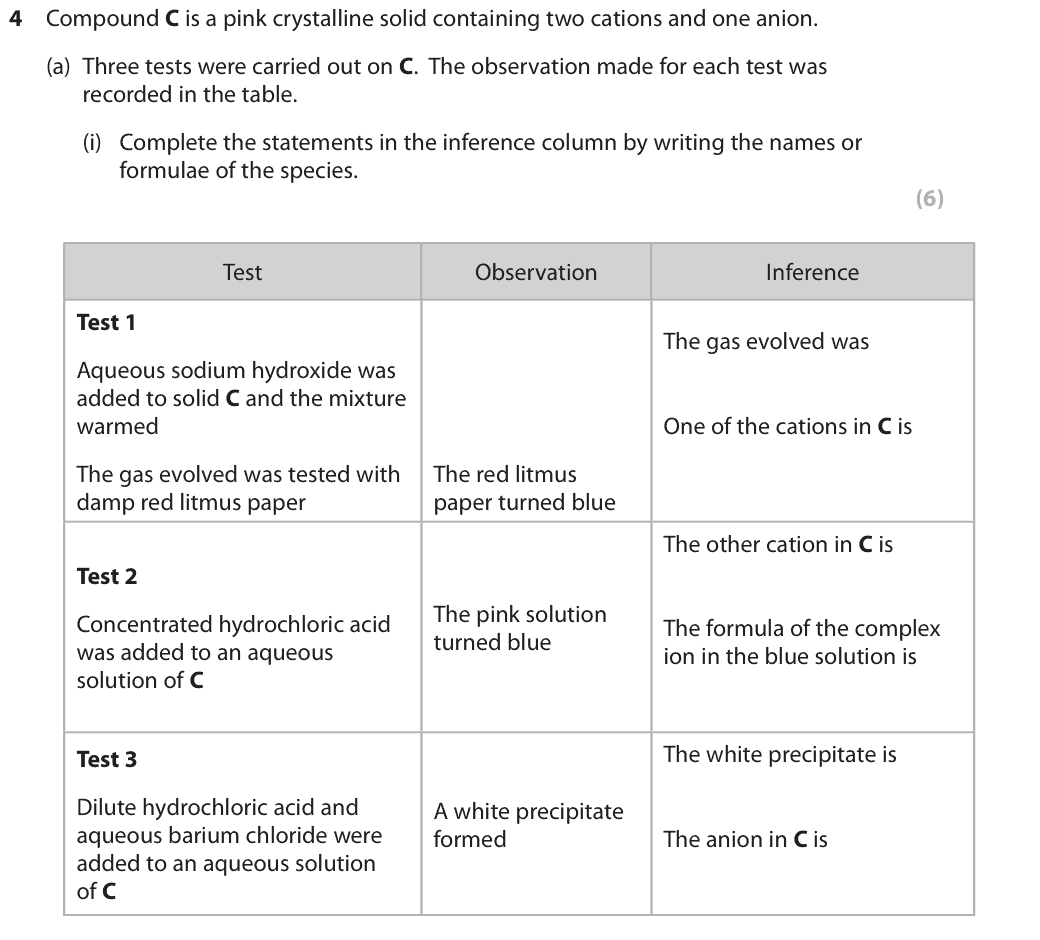 4 Compound C is a pink crystalline solid containing two cations and one anion.
(a) Three tests were carried out on C. The observation made for each test was
recorded in the table.
(i) Complete the statements in the inference column by writing the names or
formulae of the species.
(6)
Test
Observation
Inference
Test 1
Aqueous sodium hydroxide was
added to solid C and the mixture
warmed
The gas evolved was tested with
damp red litmus paper
The red litmus
paper turned blue
The gas evolved was
One of the cations in C is
Test 2
Concentrated hydrochloric acid
was added to an aqueous
solution of C
The pink solution
turned blue
The other cation in C is
The formula of the complex
ion in the blue solution is
Test 3
Dilute hydrochloric acid and
aqueous barium chloride were
added to an aqueous solution
of C
A white precipitate
formed
The white precipitate is
The anion in C is